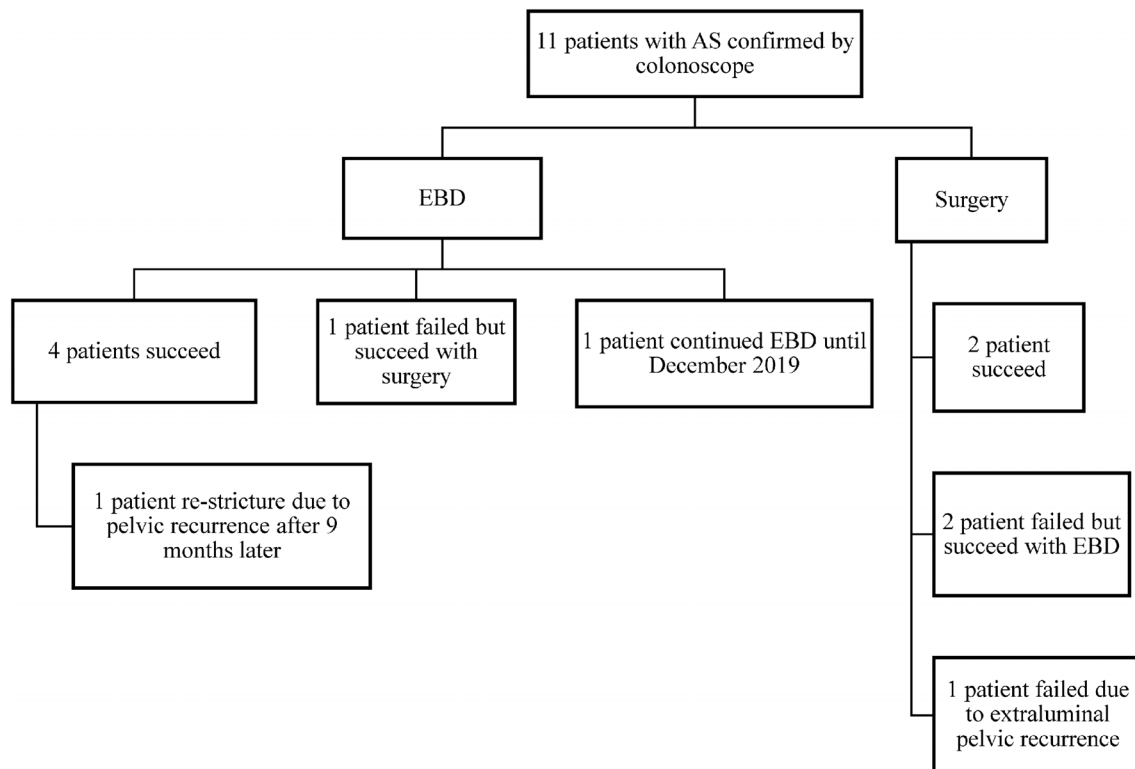 11 patients with AS confirmed by
colonoscope
EBD
Surgery
4 patients succeed
1 patient failed but
succeed with
surgery
1 patient continued EBD until
December 2019
2 patient
succeed
1 patient re-stricture due to
pelvic recurrence after 9
months later
2 patient failed but
succeed with EBD
1 patient failed due
to extraluminal
pelvic recurrence